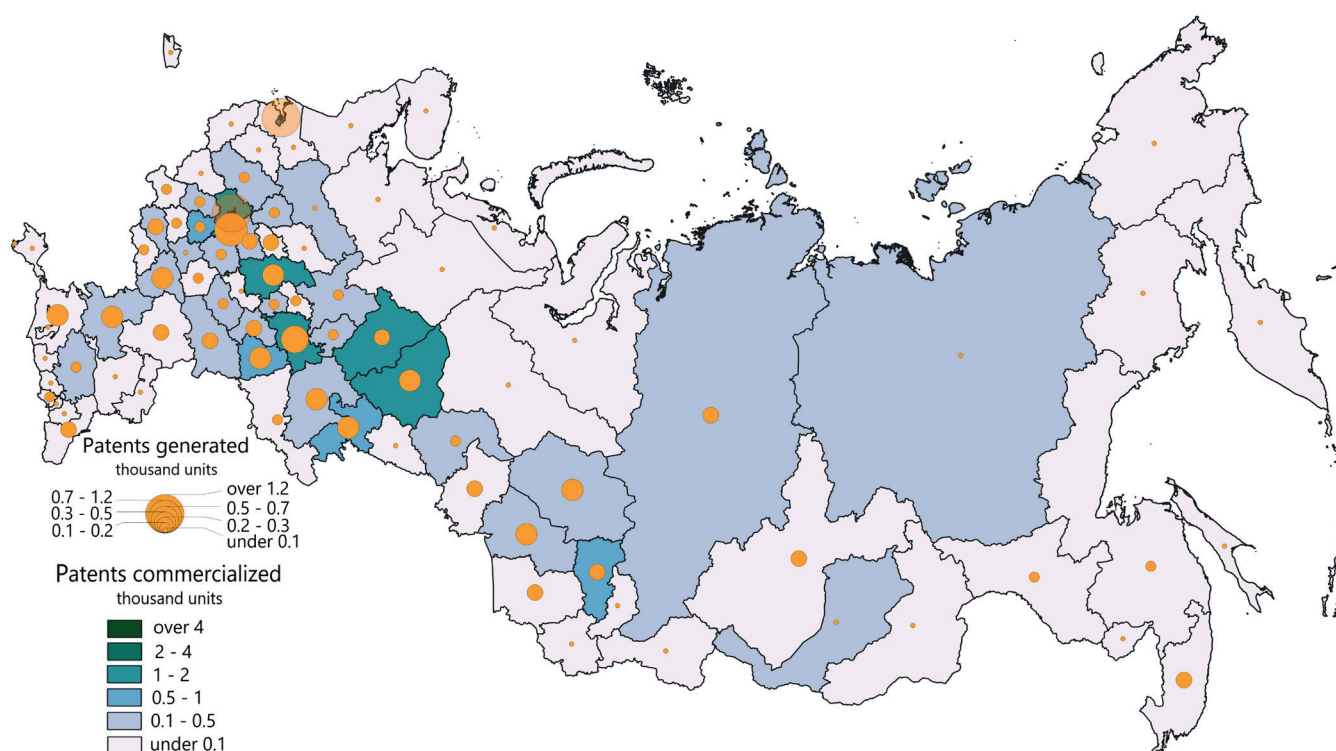 Patents generated
thousand units
over 1.2
0.7 - 1.2
0.5 - 0.7
0.3 - 0.5
0.2 - 0.3
0.1 - 0.2
under 0.1
Patents commercialized
thousand units
over 4
2 - 4
1 - 2
0.5 - 1
0.1 - 0.5
under 0.1